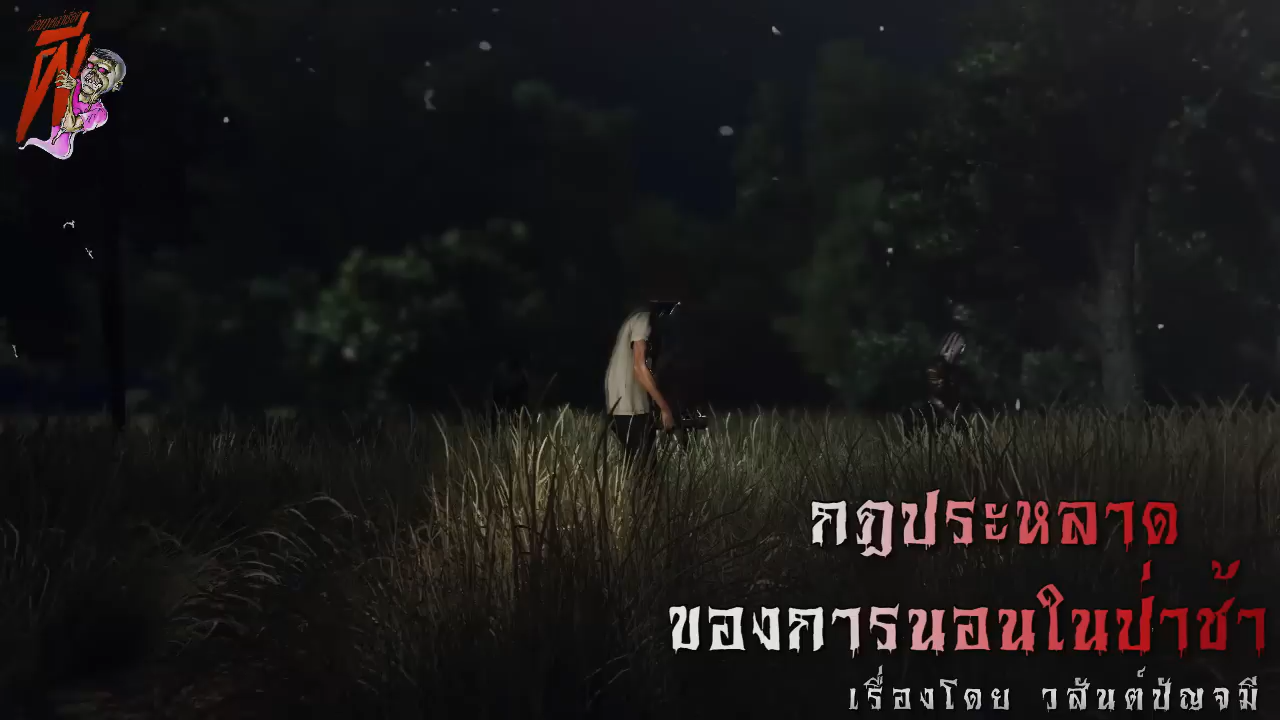 ผี
กฎประหลาด
ของการนอนในป่าช้า
เรื่องโดย วสันต์ปัญจมี